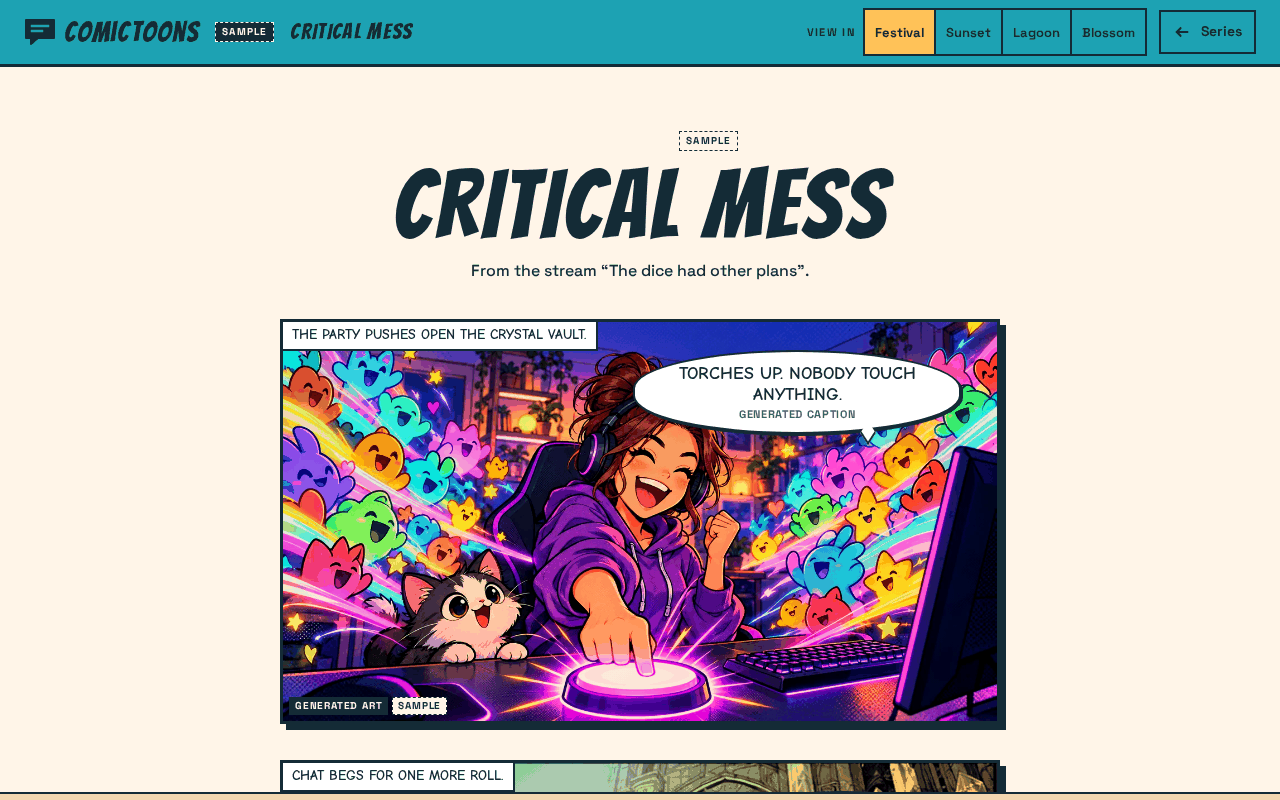 COMICTOONS SAMPLE CRITICAL MESS VIEW IN Festival Sunset Lagoon Blossom ← Series
SAMPLE
CRITICAL MESS
From the stream “The dice had other plans”.
THE PARTY PUSHES OPEN THE CRYSTAL VAULT.
TORCHES UP. NOBODY TOUCH
ANYTHING.
GENERATED CAPTION
GENERATED ART SAMPLE
CHAT BEGS FOR ONE MORE ROLL.